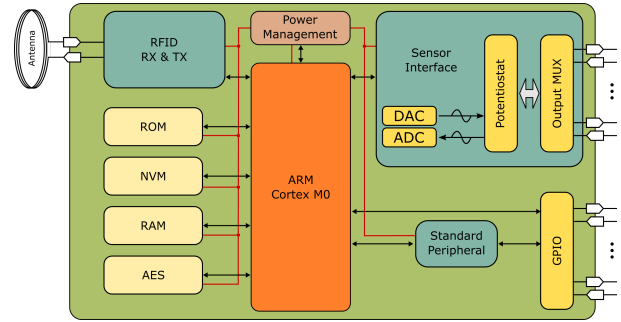 Antenna
RFID
RX & TX
Power
Management
Sensor
Interface
DAC
ADC
Potentiostat
Output MUX
ROM
NVM
RAM
AES
ARM
Cortex M0
Standard
Peripheral
GPIO